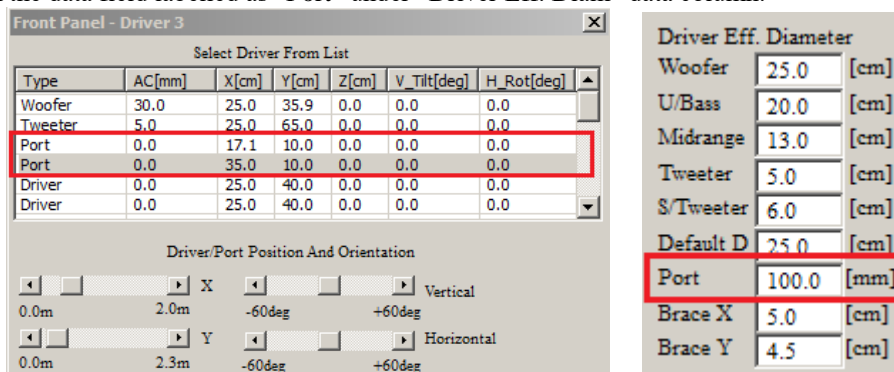 Front Panel - Driver 3
Select Driver From List
Type AC[mm] X[cm] Y[cm] Z[cm] V_Tilt[deg] H_Rot[deg]
Woofer 30.0 25.0 35.9 0.0 0.0 0.0
Tweeter 5.0 25.0 65.0 0.0 0.0 0.0
Port 0.0 17.1 10.0 0.0 0.0 0.0
Port 0.0 35.0 10.0 0.0 0.0 0.0
Driver 0.0 25.0 40.0 0.0 0.0 0.0
Driver 0.0 25.0 40.0 0.0 0.0 0.0
Driver/Port Position And Orientation
X Vertical
0.0m 2.0m -60deg +60deg
Y Horizontal
0.0m 2.3m -60deg +60deg
Driver Eff. Diameter
Woofer 25.0 [cm]
U/Bass 20.0 [cm]
Midrange 13.0 [cm]
Tweeter 5.0 [cm]
S/Tweeter 6.0 [cm]
Default D 25.0 [cm]
Port 100.0 [mm]
Brace X 5.0 [cm]
Brace Y 4.5 [cm]